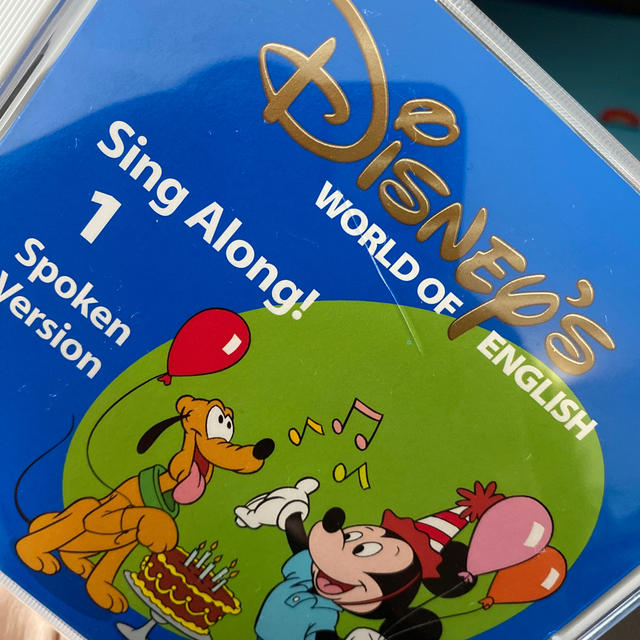 DISNEY'S
WORLD OF
ENGLISH
Sing Along!
1
Spoken
Version